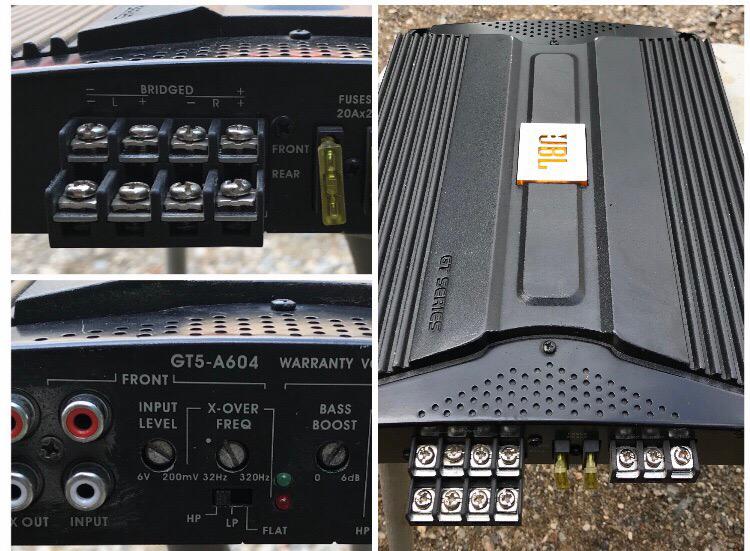 BRIDGED
− − L + − R + +
FUSES
20Ax2
FRONT
REAR
GT5-A604
WARRANTY
FRONT
INPUT
LEVEL
X-OVER
FREQ
BASS
BOOST
6V 200mV 32Hz 320Hz 0 6dB
HP
LP
FLAT
HP
OUT
INPUT
JBL
GT SERIES